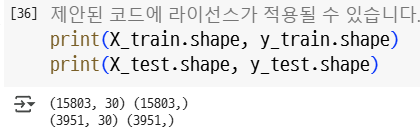 [36] 제안된 코드에 라이선스가 적용될 수 있습니다.
print(X_train.shape, y_train.shape)
print(X_test.shape, y_test.shape)
(15803, 30) (15803,)
(3951, 30) (3951,)